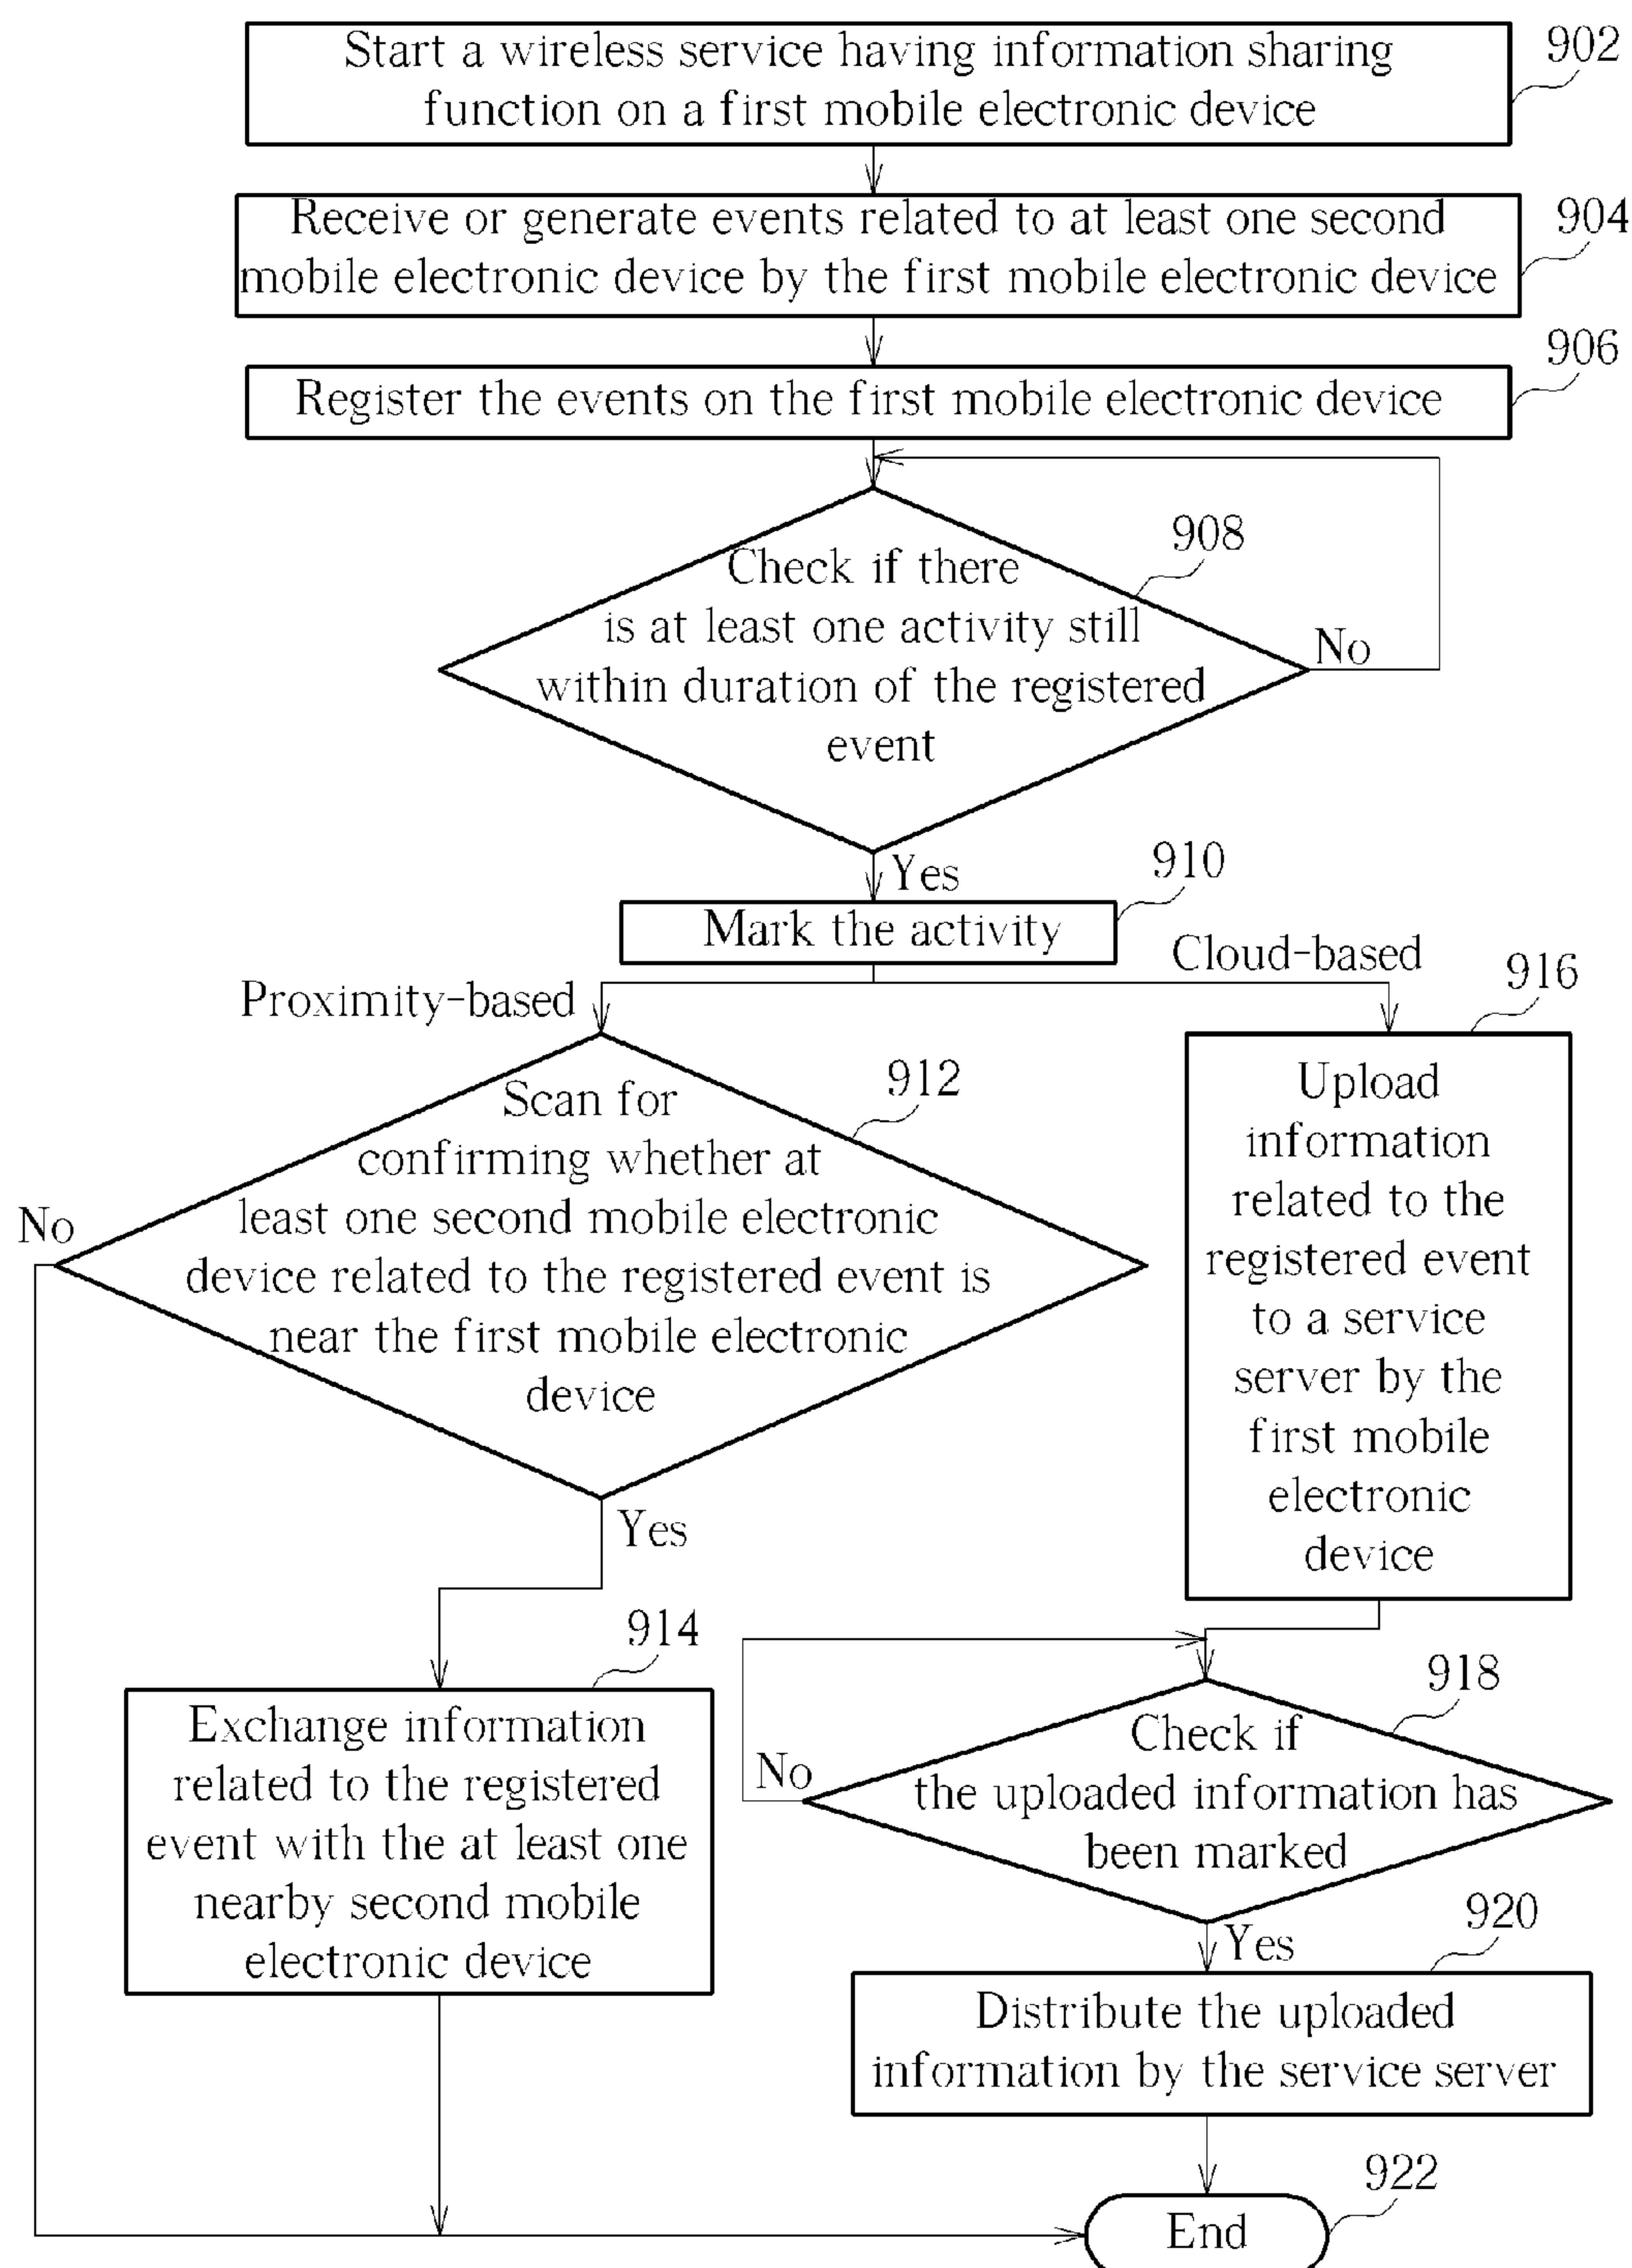 Start a wireless service having information sharing
function on a first mobile electronic device
902
Receive or generate events related to at least one second
mobile electronic device by the first mobile electronic device
904
Register the events on the first mobile electronic device
906
Check if there
is at least one activity still
within duration of the registered
event
908
No
Yes
Mark the activity
910
Proximity-based
Cloud-based
Scan for
confirming whether at
least one second mobile electronic
device related to the registered event is
near the first mobile electronic
device
912
No
Yes
Exchange information
related to the registered
event with the at least one
nearby second mobile
electronic device
914
Upload
information
related to the
registered event
to a service
server by the
first mobile
electronic
device
916
Check if
the uploaded information has
been marked
918
No
Yes
Distribute the uploaded
information by the service server
920
End
922